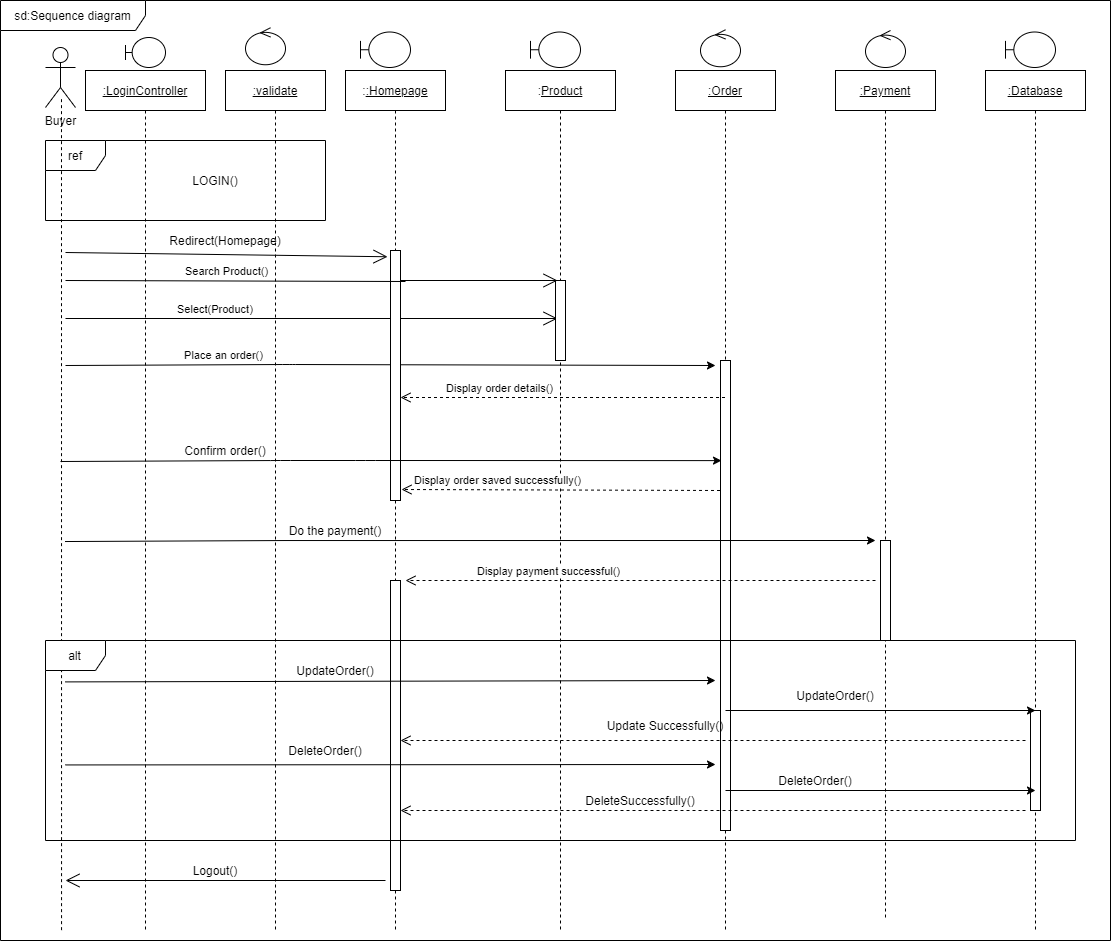 sd:Sequence diagram
:LoginController
:validate
::Homepage
:Product
:Order
:Payment
:Database
Buyer
ref
LOGIN()
Redirect(Homepage)
Search Product()
Select(Product)
Place an order()
Display order details()
Confirm order()
Display order saved successfully()
Do the payment()
Display payment successful()
alt
UpdateOrder()
UpdateOrder()
Update Successfully()
DeleteOrder()
DeleteOrder()
DeleteSuccessfully()
Logout()